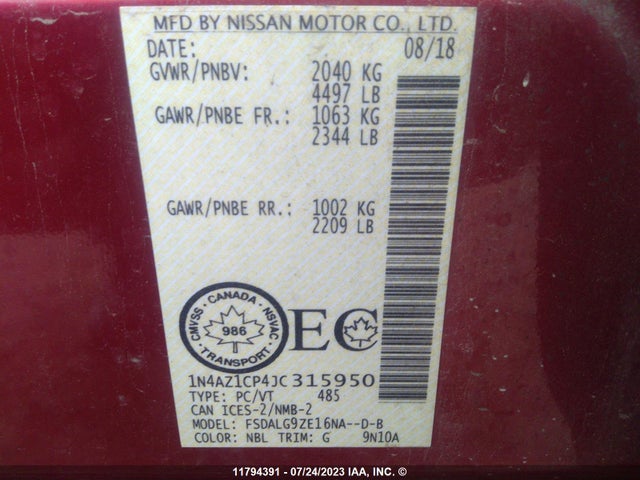 MFD BY NISSAN MOTOR CO., LTD.
DATE: 08/18
GVWR/PNBV: 2040 KG
4497 LB
GAWR/PNBE FR.: 1063 KG
2344 LB
GAWR/PNBE RR.: 1002 KG
2209 LB
CMVSS · CANADA · NSVAC · TRANSPORT ·
986
EC
1N4AZ1CP4JC315950
TYPE: PC/VT 485
CAN ICES-2/NMB-2
MODEL: FSDALG9ZE16NA--D-B
COLOR: NBL TRIM: G 9N10A
11794391 - 07/24/2023 IAA, INC. ©